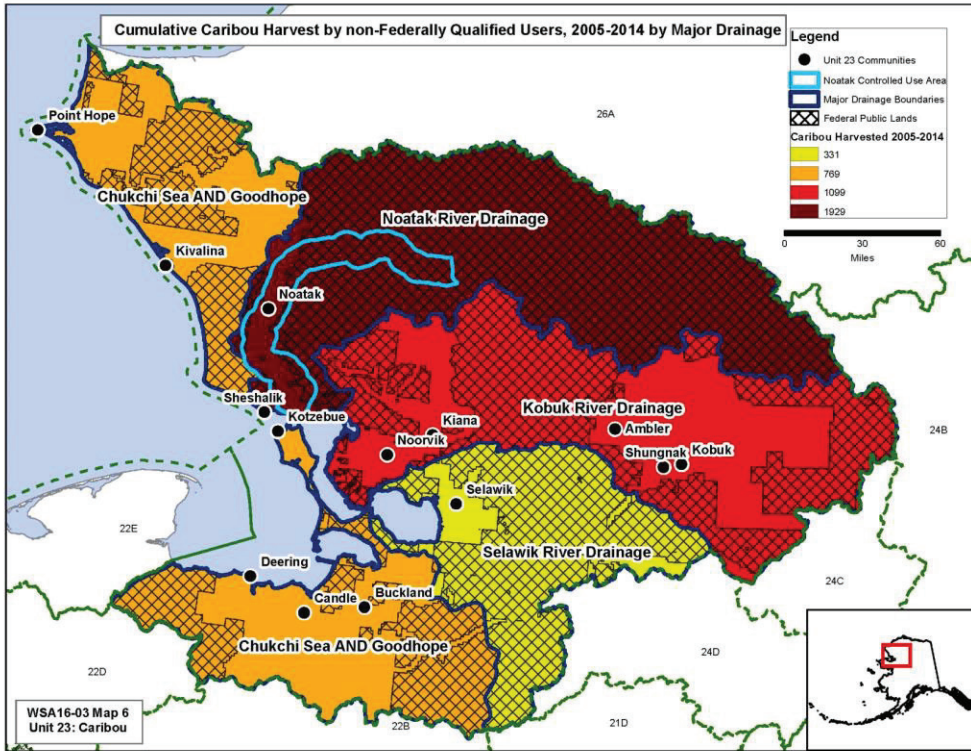 Cumulative Caribou Harvest by non-Federally Qualified Users, 2005-2014 by Major Drainage
Legend
Unit 23 Communities
Noatak Controlled Use Area
Major Drainage Boundaries
Federal Public Lands
Caribou Harvested 2005-2014
331
769
1099
1929
0 30 60
Miles
26A
Point Hope
Chukchi Sea AND Goodhope
Noatak River Drainage
Kivalina
Noatak
Sheshalik
Kotzebue
Kobuk River Drainage
Kiana
Ambler
Noorvik
Shungnak
Kobuk
24B
Selawik
22E
Selawik River Drainage
Deering
24C
Candle
Buckland
Chukchi Sea AND Goodhope
22D
24D
22B
21D
WSA16-03 Map 6
Unit 23: Caribou